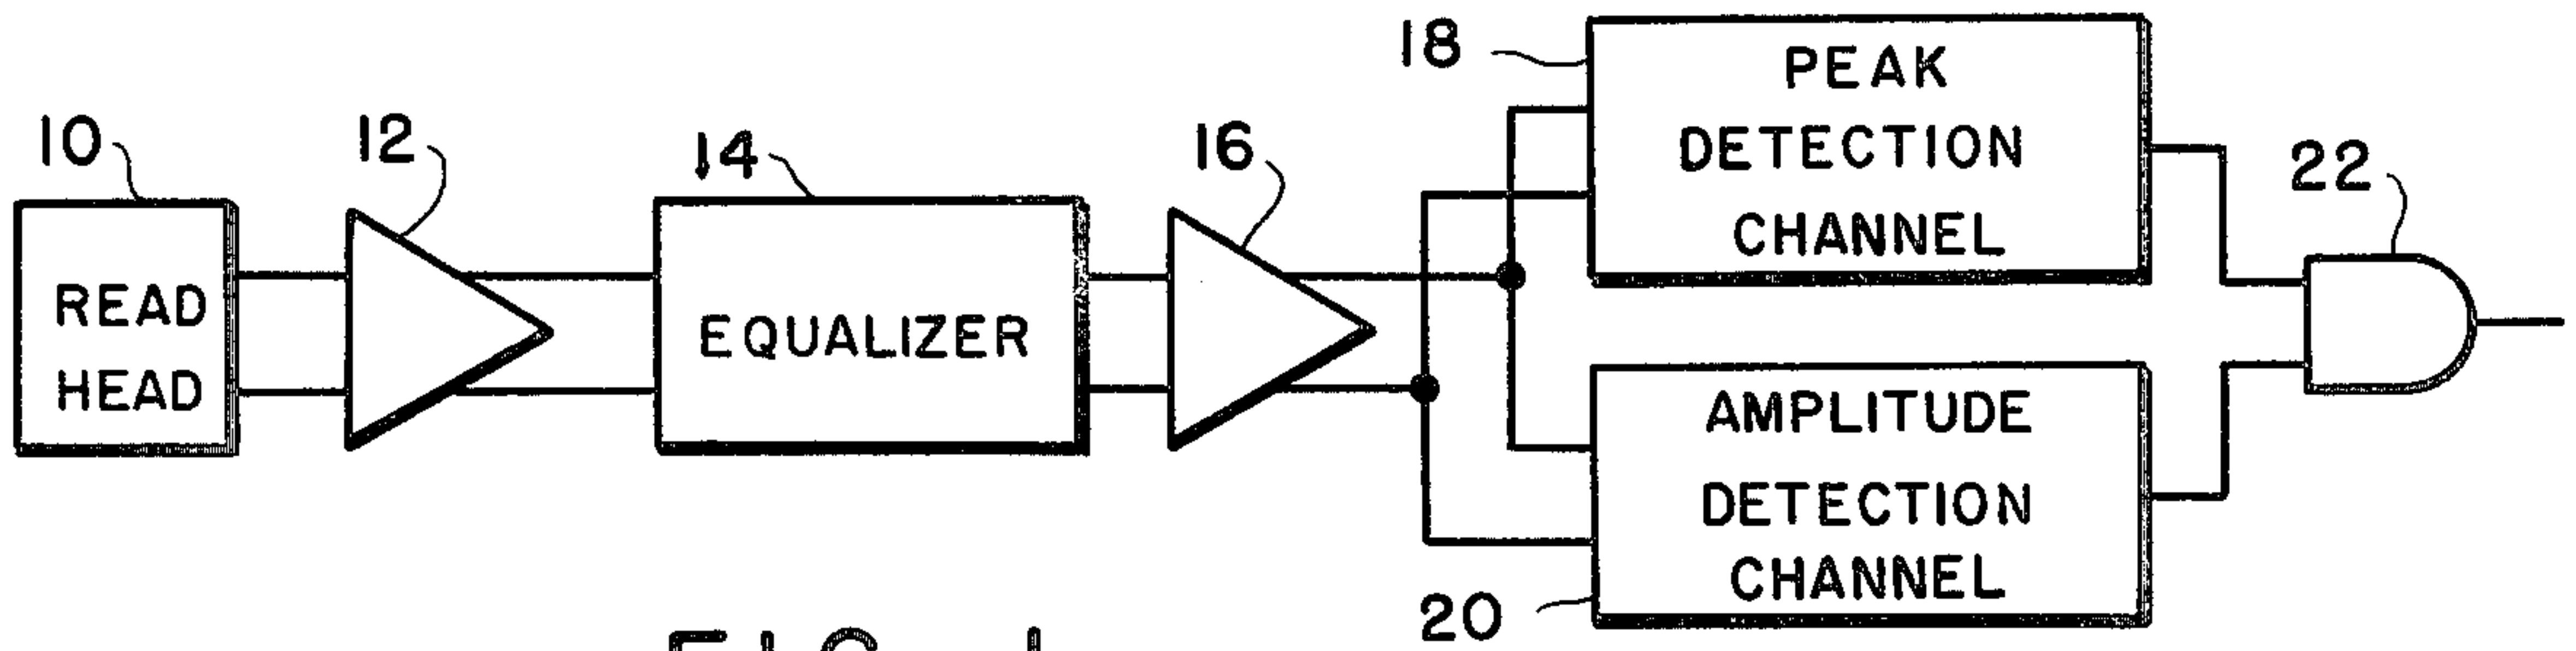 10
READ
HEAD
12
14
EQUALIZER
16
18
PEAK
DETECTION
CHANNEL
20
AMPLITUDE
DETECTION
CHANNEL
22